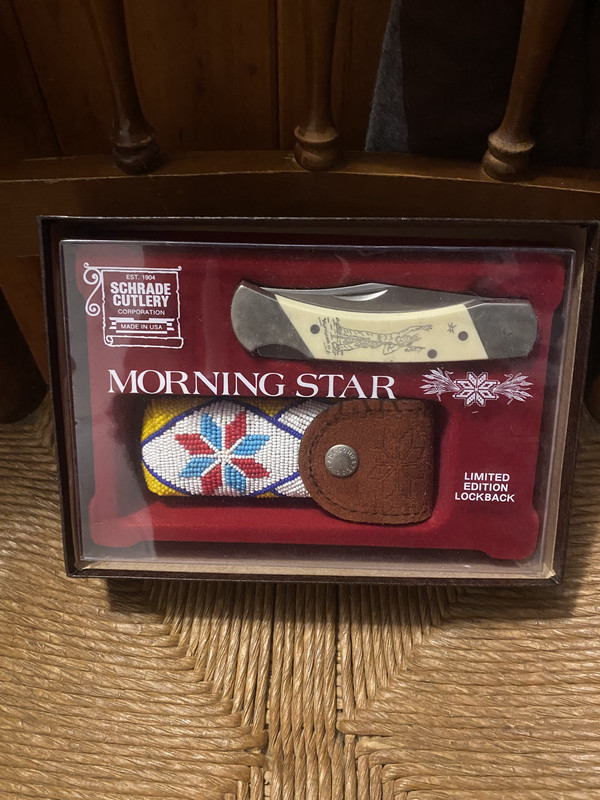 EST. 1904
SCHRADE
CUTLERY
CORPORATION
MADE IN USA
MORNING STAR
LIMITED
EDITION
LOCKBACK